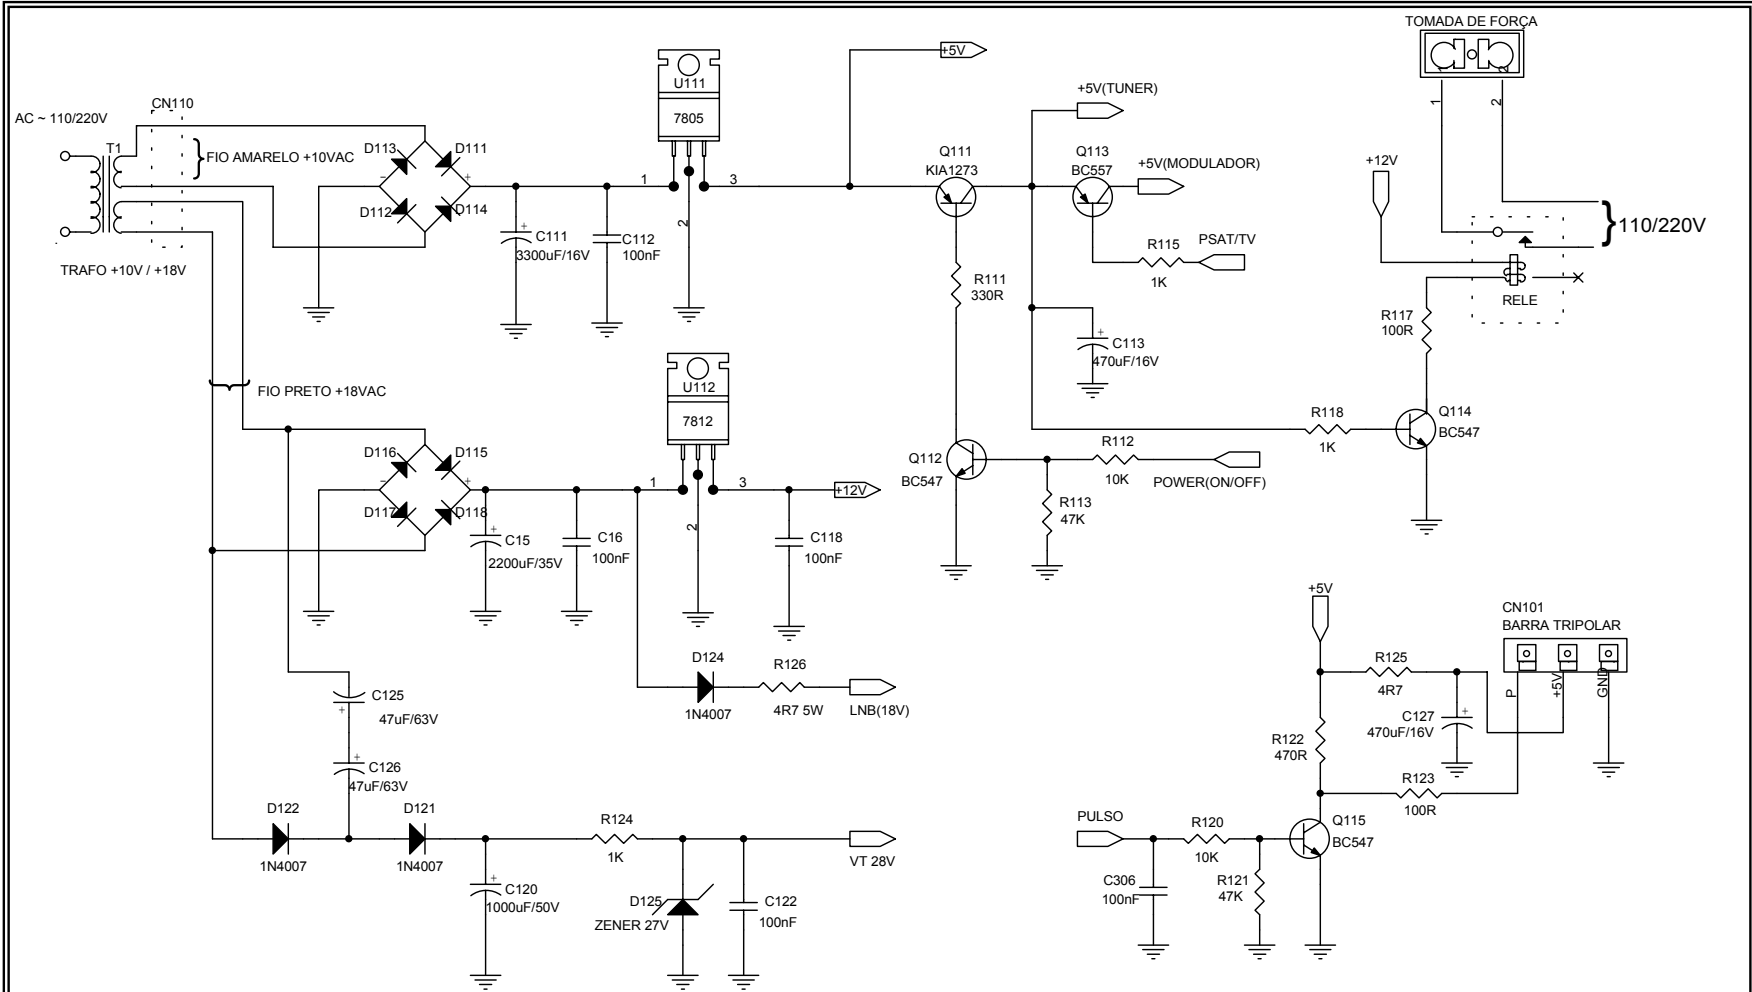 TOMADA DE FORÇA
1
2
1
2
+5V
U111
7805
1
2
3
+5V(TUNER)
CN110
AC ~ 110/220V
T1
FIO AMARELO +10VAC
TRAFO +10V / +18V
D113
D111
D112
D114
−
+
+
C111
3300uF/16V
C112
100nF
Q111
KIA1273
Q113
BC557
+5V(MODULADOR)
+12V
110/220V
RELE
R115
1K
PSAT/TV
R111
330R
R117
100R
+
C113
470uF/16V
FIO PRETO +18VAC
U112
7812
1
2
3
+12V
D116
D115
D117
D118
−
+
+
C15
2200uF/35V
C16
100nF
C118
100nF
Q112
BC547
R112
10K
R113
47K
POWER(ON/OFF)
R118
1K
Q114
BC547
D124
1N4007
R126
4R7 5W
LNB(18V)
C125
+
47uF/63V
+
C126
47uF/63V
D122
1N4007
D121
1N4007
R124
1K
VT 28V
+
C120
1000uF/50V
D125
ZENER 27V
C122
100nF
+5V
CN101
BARRA TRIPOLAR
P
+5V
GND
R125
4R7
+
C127
470uF/16V
R122
470R
R123
100R
PULSO
R120
10K
Q115
BC547
C306
100nF
R121
47K